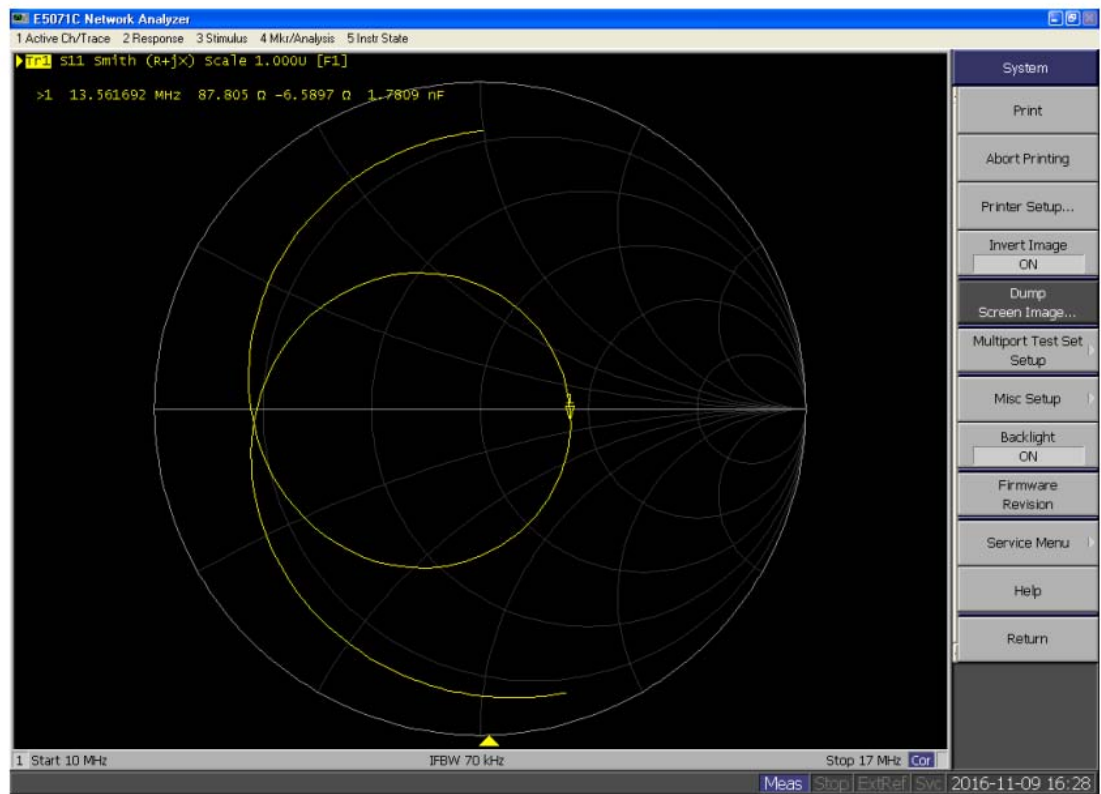 E5071C Network Analyzer
1 Active Ch/Trace 2 Response 3 Stimulus 4 Mkr/Analysis 5 Instr State
Tr1 S11 Smith (R+jX) Scale 1.000U [F1]
>1 13.561692 MHz 87.805 Ω -6.5897 Ω 1.7809 nF
System
Print
Abort Printing
Printer Setup...
Invert Image
ON
Dump
Screen Image...
Multiport Test Set
Setup
Misc Setup
Backlight
ON
Firmware
Revision
Service Menu
Help
Return
1 Start 10 MHz IFBW 70 kHz Stop 17 MHz Cor
Meas Stop ExtRef Svc 2016-11-09 16:28